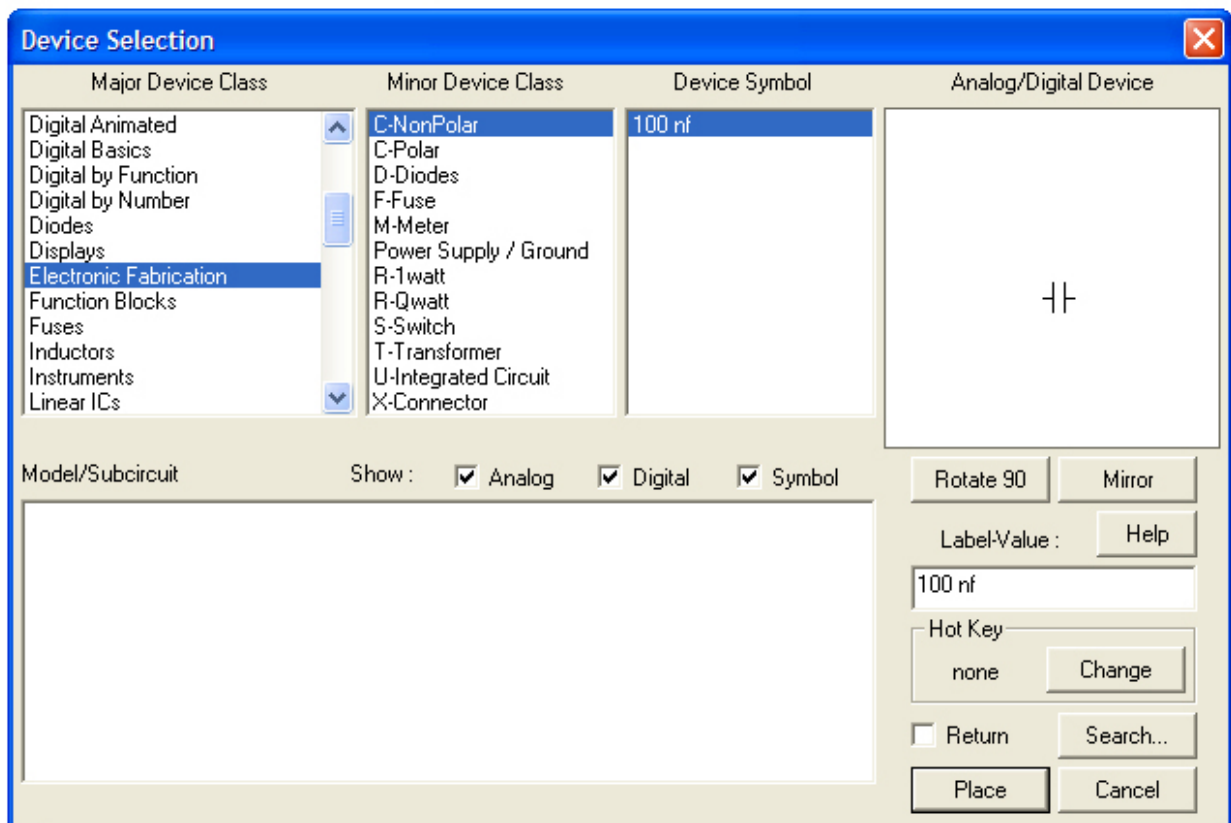 Device Selection
Major Device Class
Minor Device Class
Device Symbol
Analog/Digital Device
Digital Animated
Digital Basics
Digital by Function
Digital by Number
Diodes
Displays
Electronic Fabrication
Function Blocks
Fuses
Inductors
Instruments
Linear ICs
C-NonPolar
C-Polar
D-Diodes
F-Fuse
M-Meter
Power Supply / Ground
R-1watt
R-Qwatt
S-Switch
T-Transformer
U-Integrated Circuit
X-Connector
100 nf
Model/Subcircuit
Show :
Analog
Digital
Symbol
Rotate 90
Mirror
Label-Value :
Help
100 nf
Hot Key
none
Change
Return
Search...
Place
Cancel